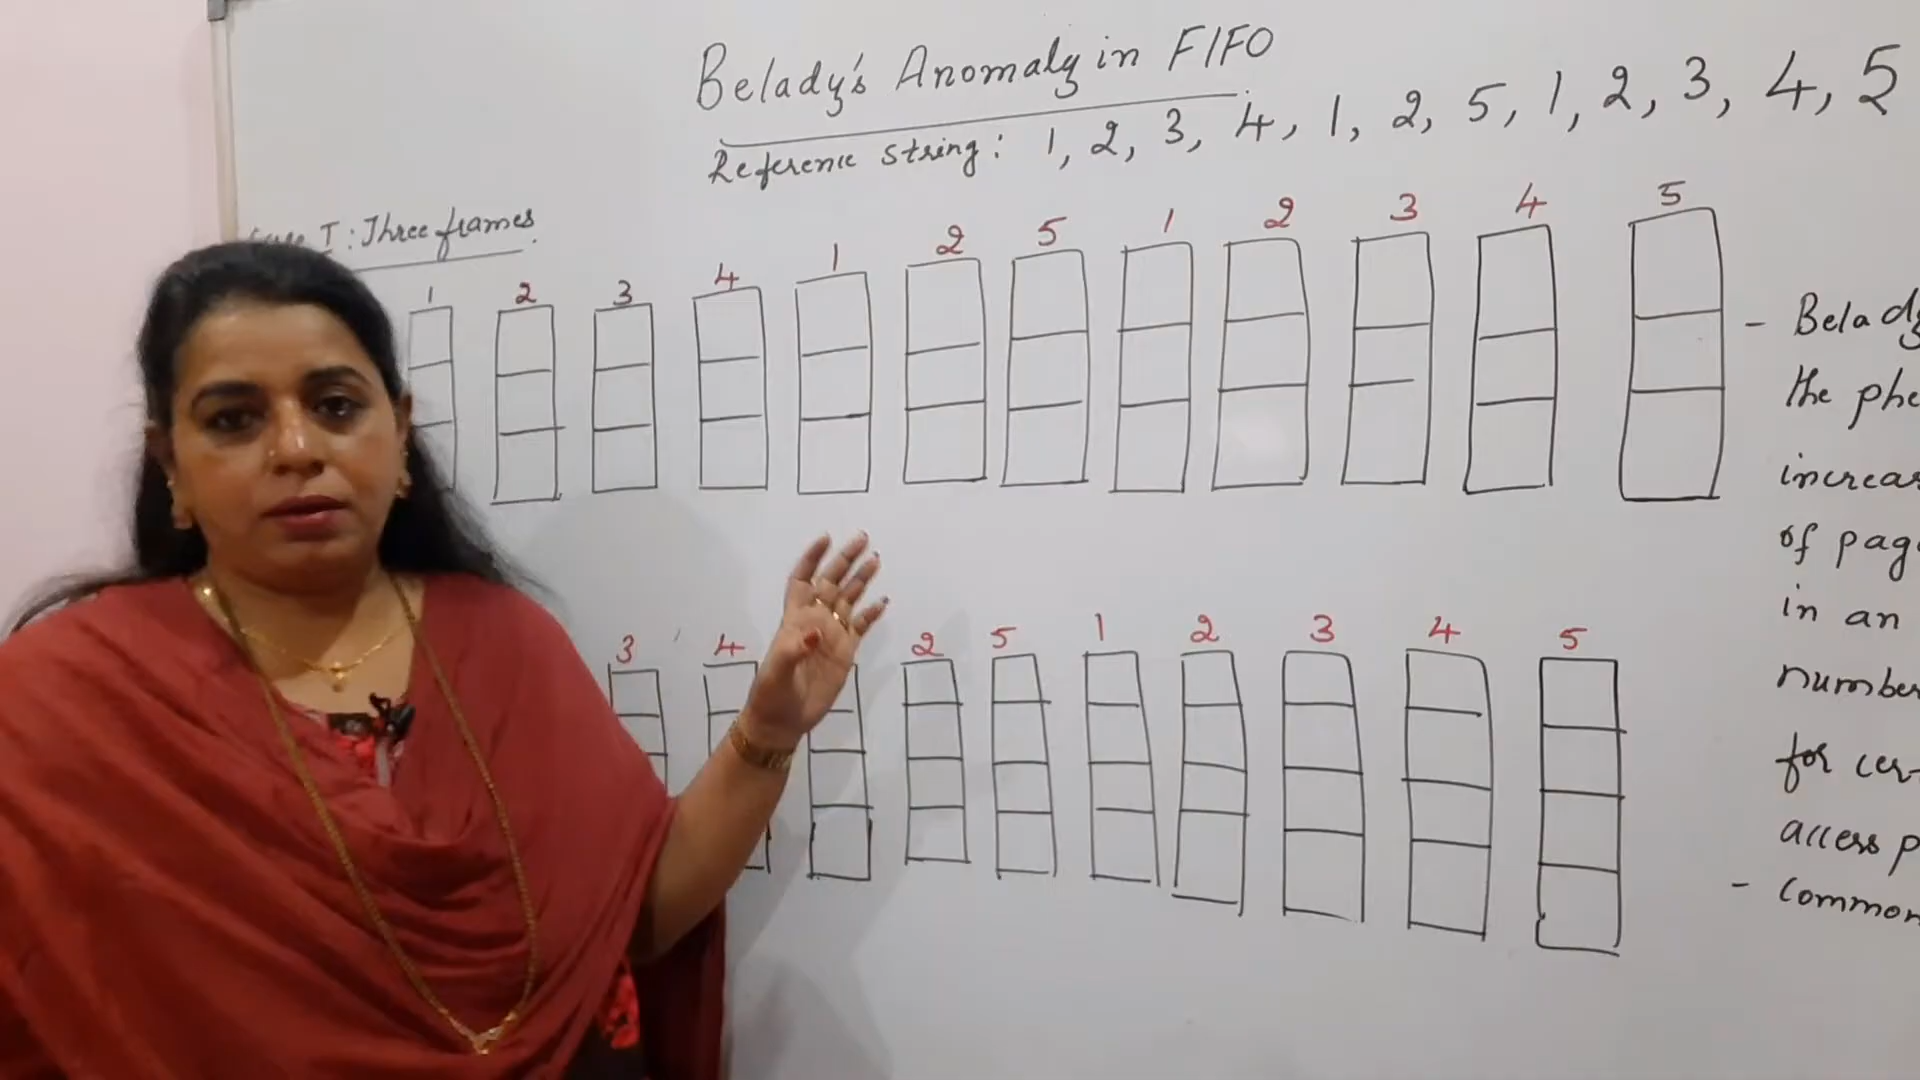 Belady's Anomaly in FIFO
Reference string: 1, 2, 3, 4, 1, 2, 5, 1, 2, 3, 4, 5
I: Three frames
1 2 3 4 1 2 5 1 2 3 4 5
3 4 2 5 1 2 3 4 5
- Belady
the phe
increas
of pag
in an
number
for cer
access p
- common